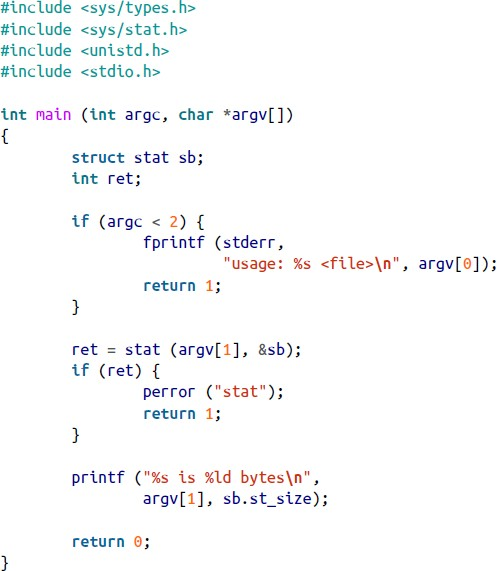 #include <sys/types.h>
#include <sys/stat.h>
#include <unistd.h>
#include <stdio.h>

int main (int argc, char *argv[])
{
        struct stat sb;
        int ret;

        if (argc < 2) {
                fprintf (stderr,
                         "usage: %s <file>\n", argv[0]);
                return 1;
        }

        ret = stat (argv[1], &sb);
        if (ret) {
                perror ("stat");
                return 1;
        }

        printf ("%s is %ld bytes\n",
                argv[1], sb.st_size);

        return 0;
}